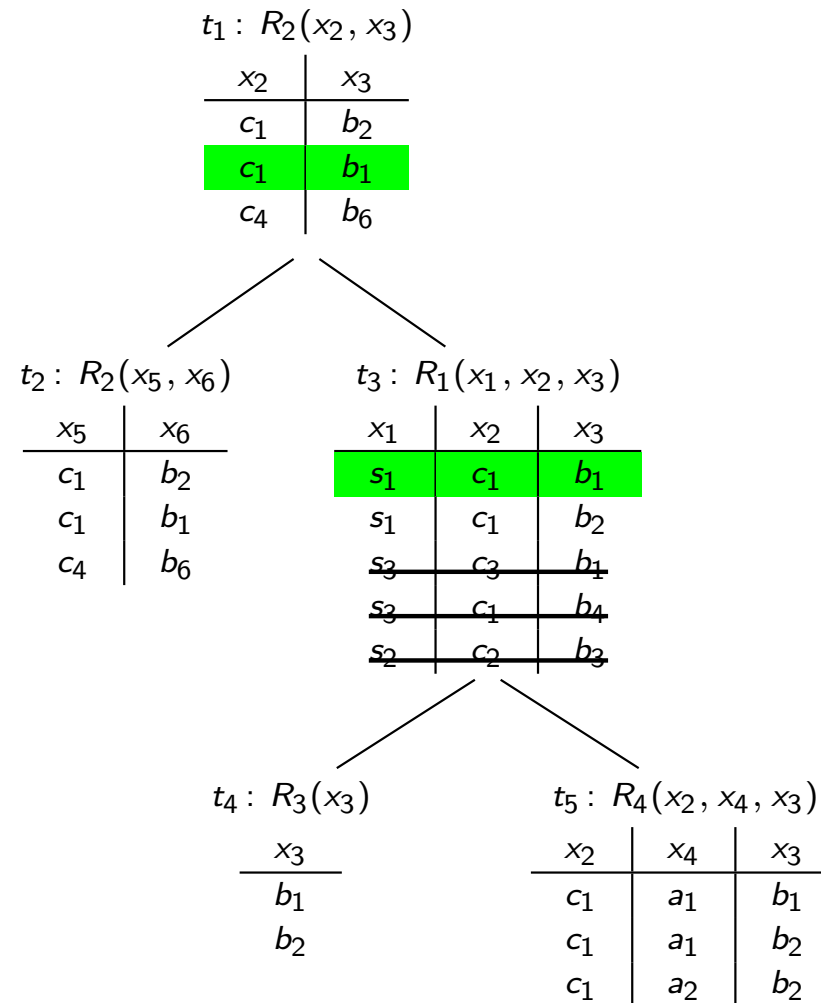 t₁ : R₂(x₂, x₃)
x₂ x₃
c₁ b₂
c₁ b₁
c₄ b₆
t₂ : R₂(x₅, x₆) t₃ : R₁(x₁, x₂, x₃)
x₅ x₆ x₁ x₂ x₃
c₁ b₂ s₁ c₁ b₁
c₁ b₁ s₁ c₁ b₂
c₄ b₆ s₃ c₃ b₁
s₃ c₁ b₄
s₂ c₂ b₃
t₄ : R₃(x₃) t₅ : R₄(x₂, x₄, x₃)
x₃ x₂ x₄ x₃
b₁ c₁ a₁ b₁
b₂ c₁ a₁ b₂
c₁ a₂ b₂